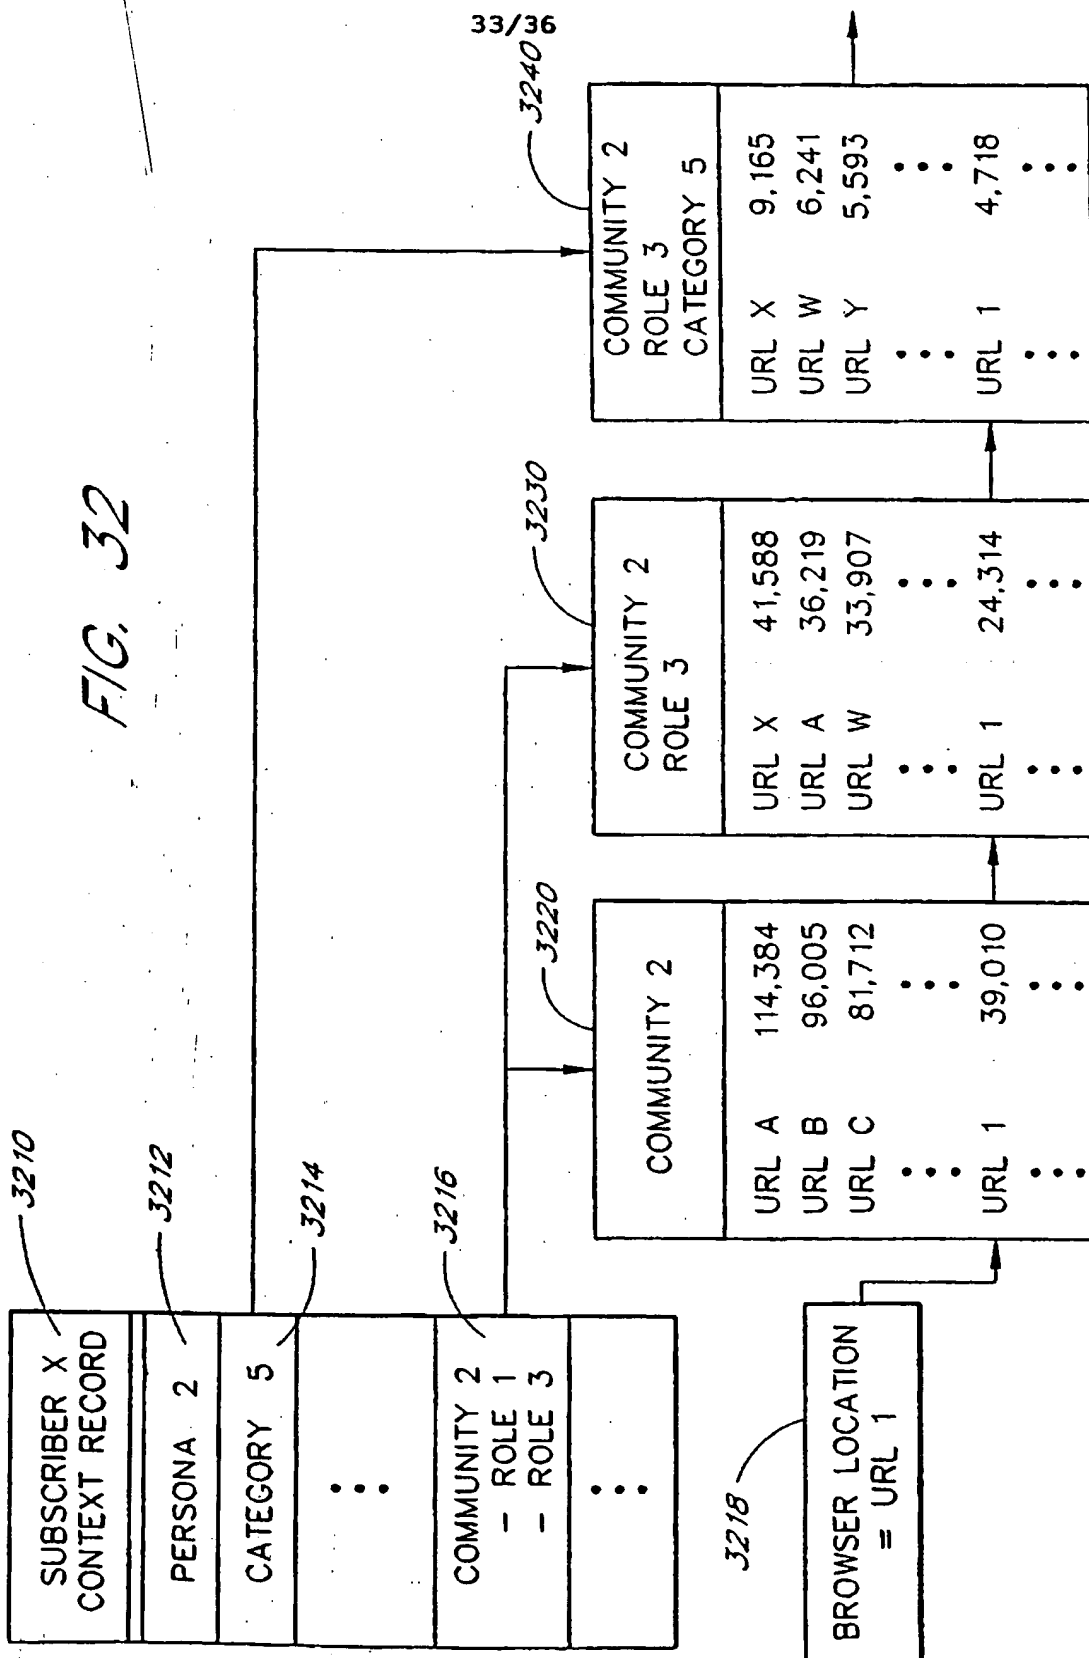 33/36
FIG. 32
3210
SUBSCRIBER X
CONTEXT RECORD
3212
PERSONA 2
3214
CATEGORY 5
3216
COMMUNITY 2
– ROLE 1
– ROLE 3
3218
BROWSER LOCATION
= URL 1
3220
COMMUNITY 2
URL A 114,384
URL B 96,005
URL C 81,712
URL 1 39,010
3230
COMMUNITY 2
ROLE 3
URL X 41,588
URL A 36,219
URL W 33,907
URL 1 24,314
3240
COMMUNITY 2
ROLE 3
CATEGORY 5
URL X 9,165
URL W 6,241
URL Y 5,593
URL 1 4,718